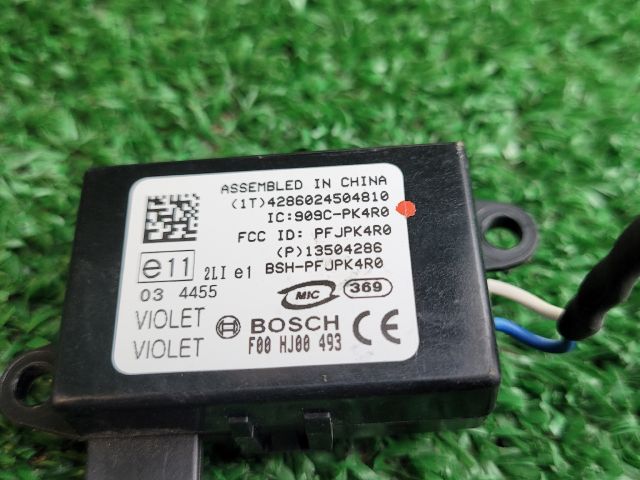 ASSEMBLED IN CHINA
(1T)4286024504810
IC:909C-PK4R0
FCC ID: PFJPK4R0
(P)13504286
e11 2LI e1 BSH-PFJPK4R0
03 4455
MIC 369
VIOLET
VIOLET
BOSCH CE
F00 HJ00 493